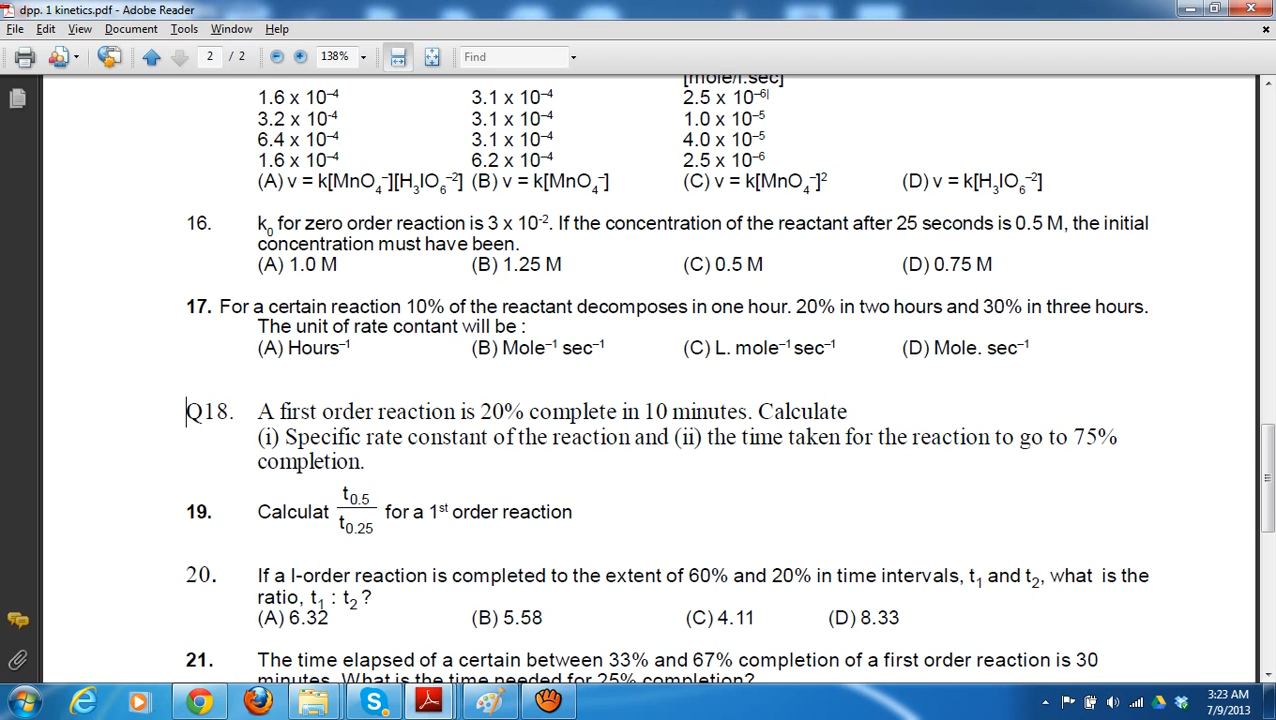 dpp. 1 kinetics.pdf - Adobe Reader
File Edit View Document Tools Window Help
2 / 2 138% Find
[mole/l.sec]
1.6 x 10–4 3.1 x 10–4 2.5 x 10–6
3.2 x 10-4 3.1 x 10–4 1.0 x 10–5
6.4 x 10–4 3.1 x 10–4 4.0 x 10–5
1.6 x 10–4 6.2 x 10–4 2.5 x 10–6
(A) v = k[MnO4–][H3IO6–2] (B) v = k[MnO4–] (C) v = k[MnO4–]2 (D) v = k[H3IO6–2]
16. k0 for zero order reaction is 3 x 10-2. If the concentration of the reactant after 25 seconds is 0.5 M, the initial
concentration must have been.
(A) 1.0 M (B) 1.25 M (C) 0.5 M (D) 0.75 M
17. For a certain reaction 10% of the reactant decomposes in one hour. 20% in two hours and 30% in three hours.
The unit of rate contant will be :
(A) Hours–1 (B) Mole–1 sec–1 (C) L. mole–1 sec–1 (D) Mole. sec–1
Q18. A first order reaction is 20% complete in 10 minutes. Calculate
(i) Specific rate constant of the reaction and (ii) the time taken for the reaction to go to 75%
completion.
19. Calculat t0.5/t0.25 for a 1st order reaction
20. If a I-order reaction is completed to the extent of 60% and 20% in time intervals, t1 and t2, what is the
ratio, t1 : t2 ?
(A) 6.32 (B) 5.58 (C) 4.11 (D) 8.33
21. The time elapsed of a certain between 33% and 67% completion of a first order reaction is 30
minutes. What is the time needed for 25% completion?
3:23 AM
7/9/2013